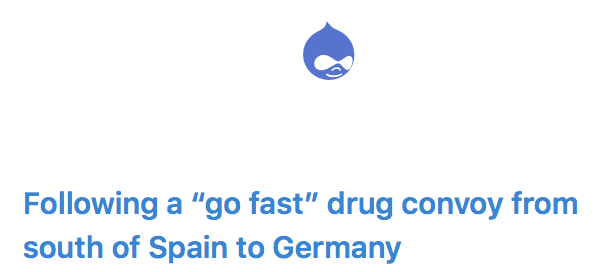 Following a “go fast” drug convoy from
south of Spain to Germany